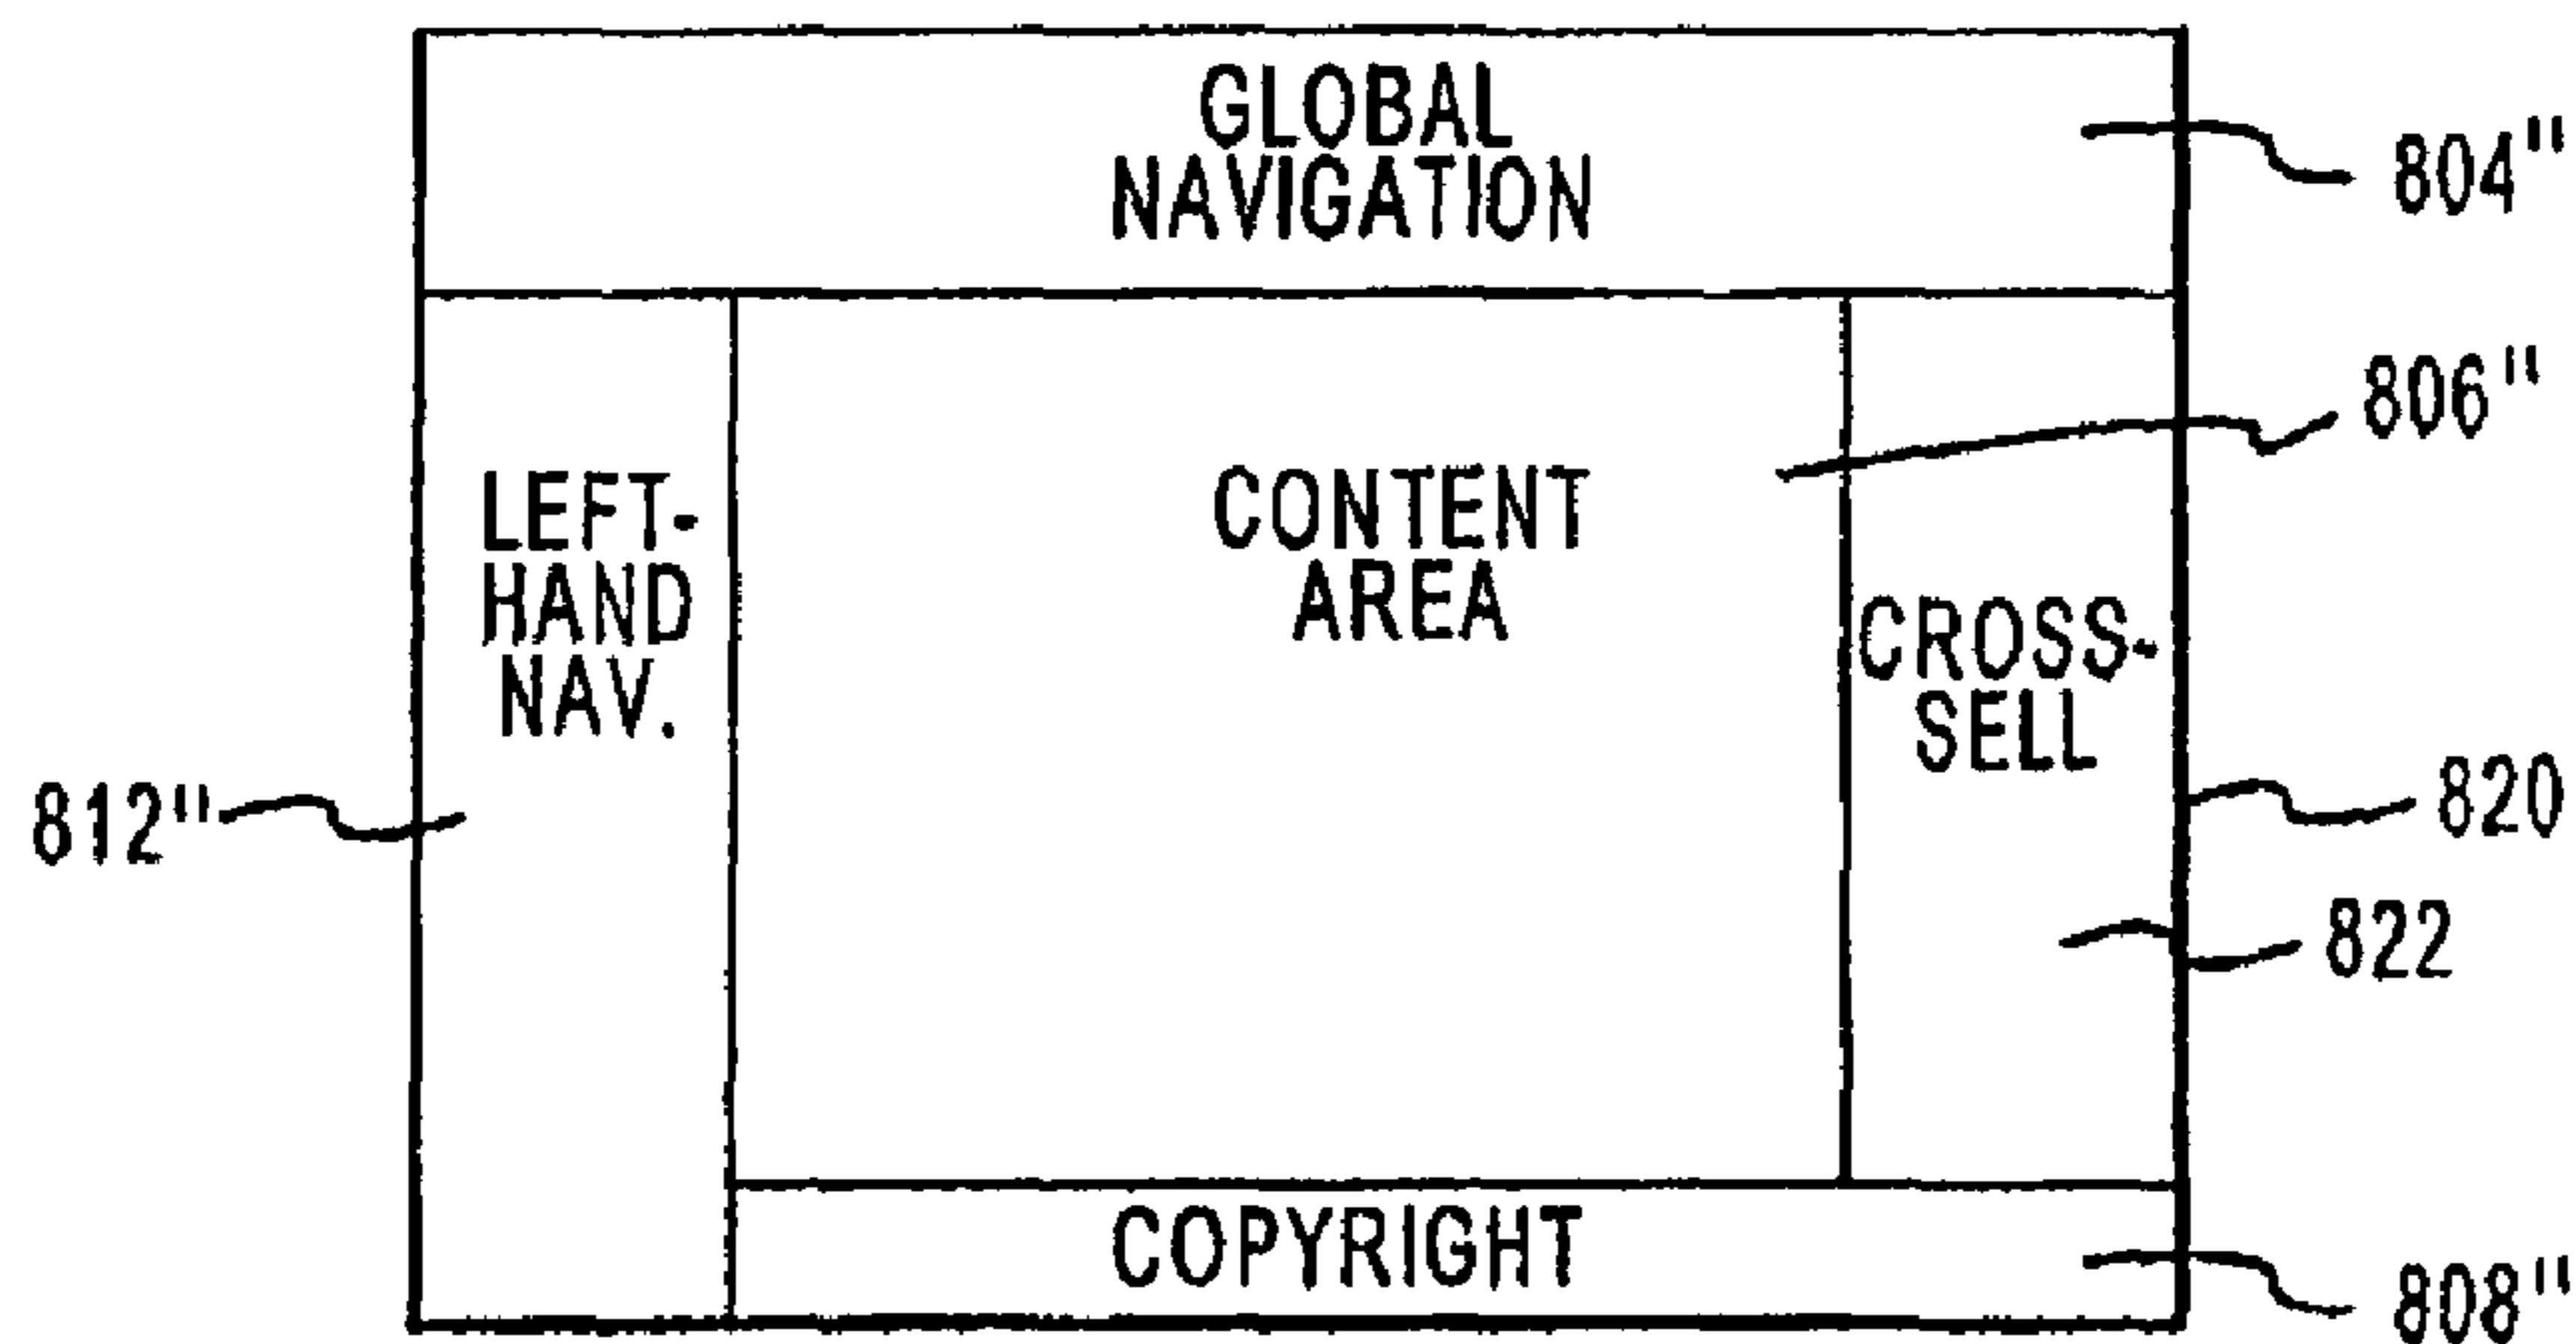 GLOBAL
NAVIGATION
804"
806"
LEFT-
HAND
NAV.
CONTENT
AREA
CROSS-
SELL
812"
820
822
COPYRIGHT
808"